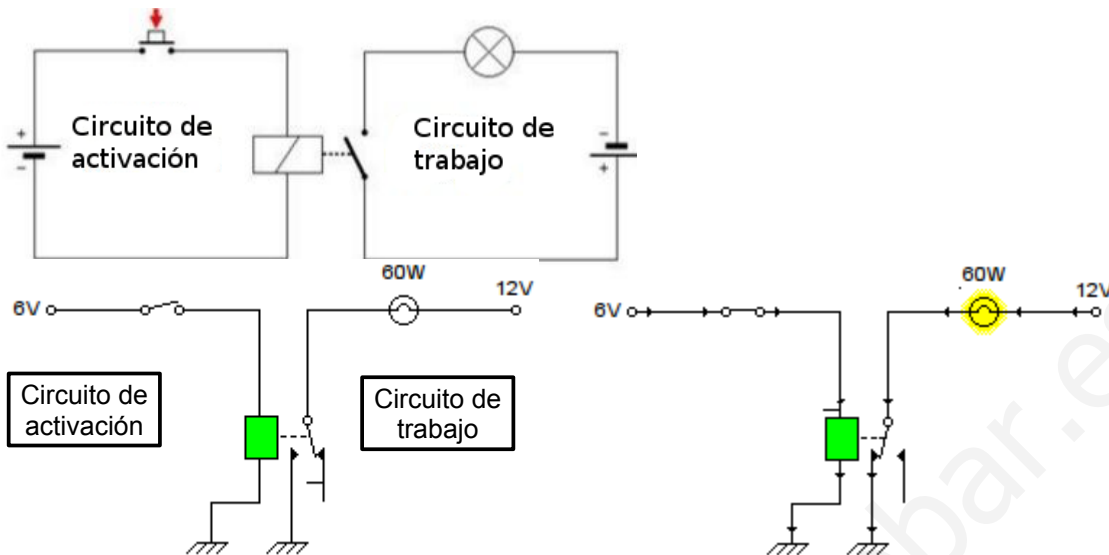 Circuito de
activación
Circuito de
trabajo
+
-
-
+
60W
12V
6V
Circuito de
activación
Circuito de
trabajo
60W
12V
6V